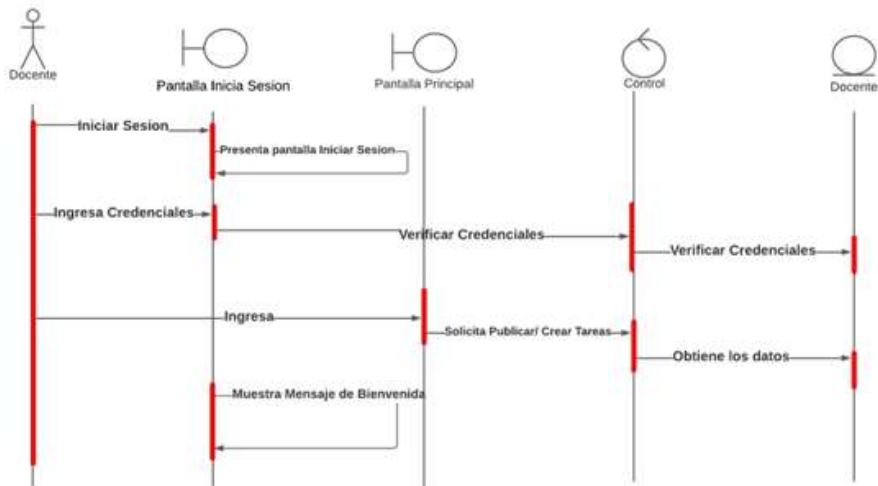 Docente
Pantalla Inicia Sesion
Pantalla Principal
Control
Docente
Iniciar Sesion
Presenta pantalla Iniciar Sesion
Ingresa Credenciales
Verificar Credenciales
Verificar Credenciales
Ingresa
Solicita Publicar/ Crear Tareas
Obtiene los datos
Muestra Mensaje de Bienvenida